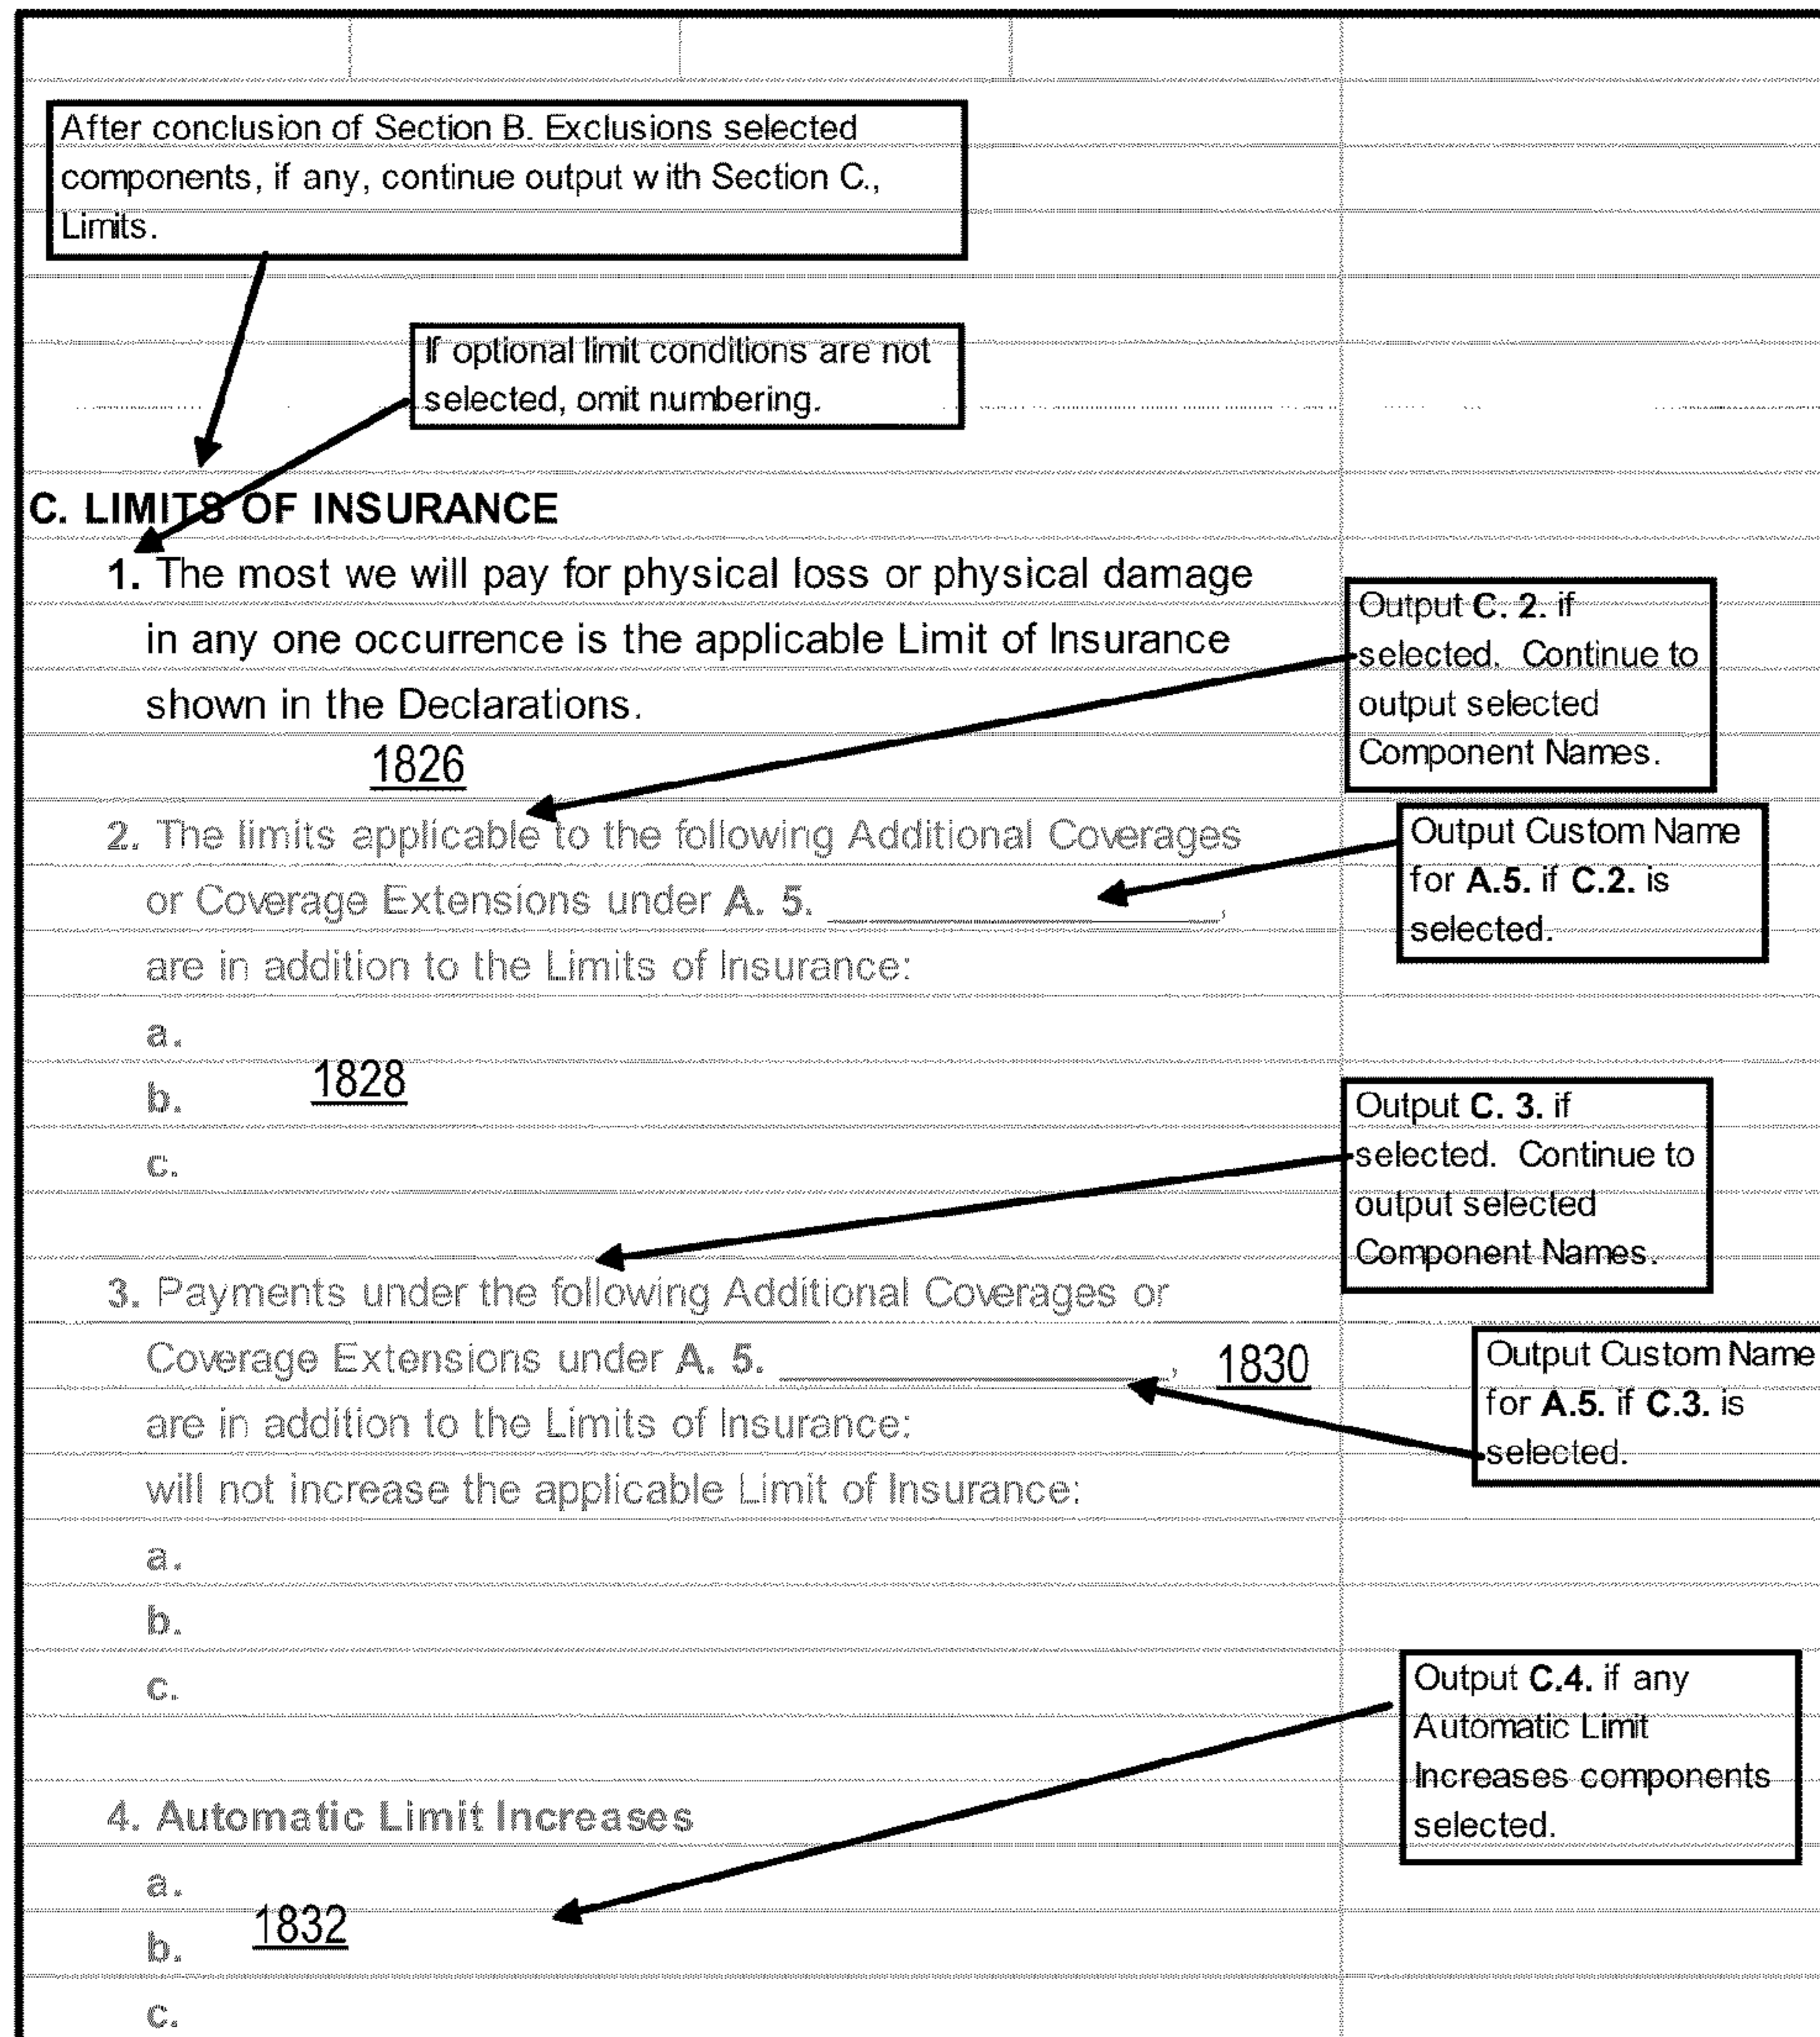 After conclusion of Section B. Exclusions selected
components, if any, continue output with Section C.,
Limits.
If optional limit conditions are not
selected, omit numbering.
C. LIMITS OF INSURANCE
1. The most we will pay for physical loss or physical damage
in any one occurrence is the applicable Limit of Insurance
shown in the Declarations.
Output C. 2. if
selected. Continue to
output selected
Component Names.
1826
2. The limits applicable to the following Additional Coverages
or Coverage Extensions under A. 5. ____________________,
are in addition to the Limits of Insurance:
Output Custom Name
for A.5. if C.2. is
selected.
a.
b.
1828
c.
Output C. 3. if
selected. Continue to
output selected
Component Names.
3. Payments under the following Additional Coverages or
Coverage Extensions under A. 5. ____________________, 1830
are in addition to the Limits of Insurance:
will not increase the applicable Limit of Insurance:
Output Custom Name
for A.5. if C.3. is
selected.
a.
b.
c.
Output C.4. if any
Automatic Limit
Increases components
selected.
4. Automatic Limit Increases
a.
1832
b.
c.